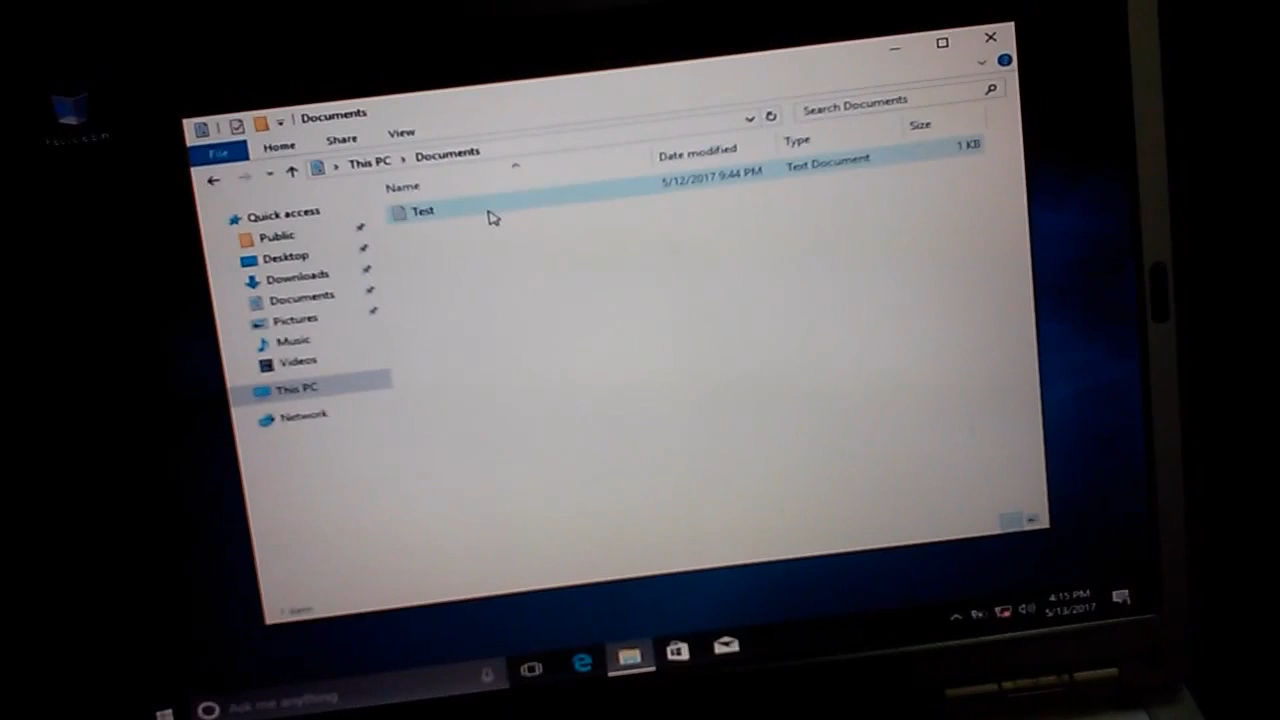 Documents
File
Home
Share
View
This PC > Documents
Search Documents
Name
Date modified
Type
Size
Test
5/12/2017 9:44 PM
Text Document
1 KB
Quick access
Public
Desktop
Downloads
Documents
Pictures
Music
Videos
This PC
Network
Ask me anything
4:15 PM
5/13/2017